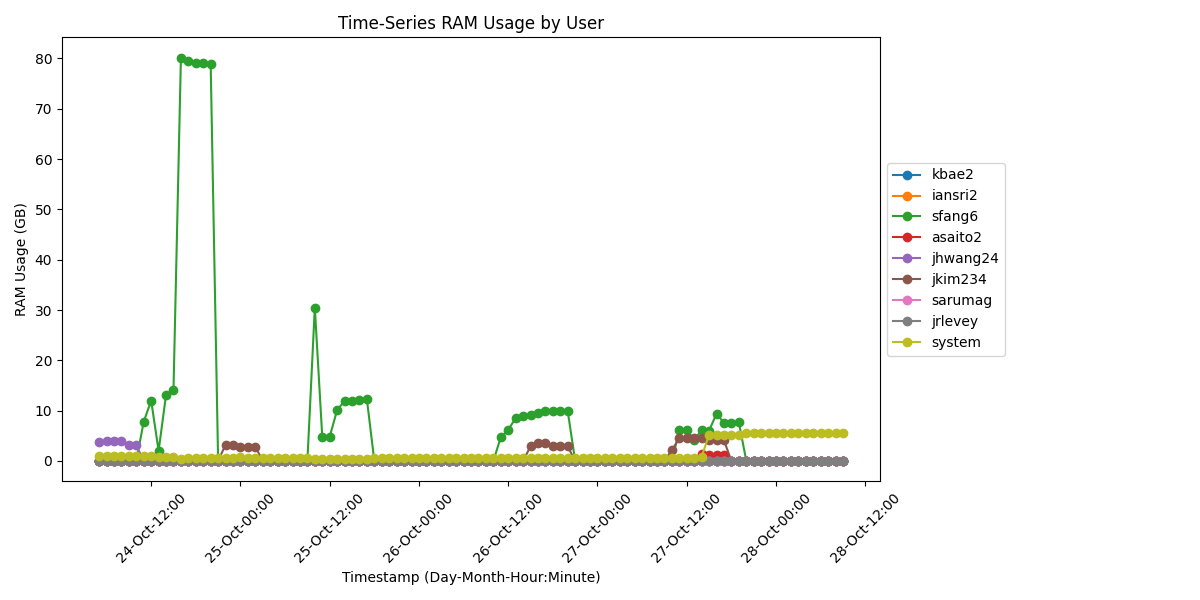 Time-Series RAM Usage by User
80
70
60
50
40
30
20
10
0
RAM Usage (GB)
24-Oct-12:00
25-Oct-00:00
25-Oct-12:00
26-Oct-00:00
26-Oct-12:00
27-Oct-00:00
27-Oct-12:00
28-Oct-00:00
28-Oct-12:00
Timestamp (Day-Month-Hour:Minute)
kbae2
iansri2
sfang6
asaito2
jhwang24
jkim234
sarumag
jrlevey
system